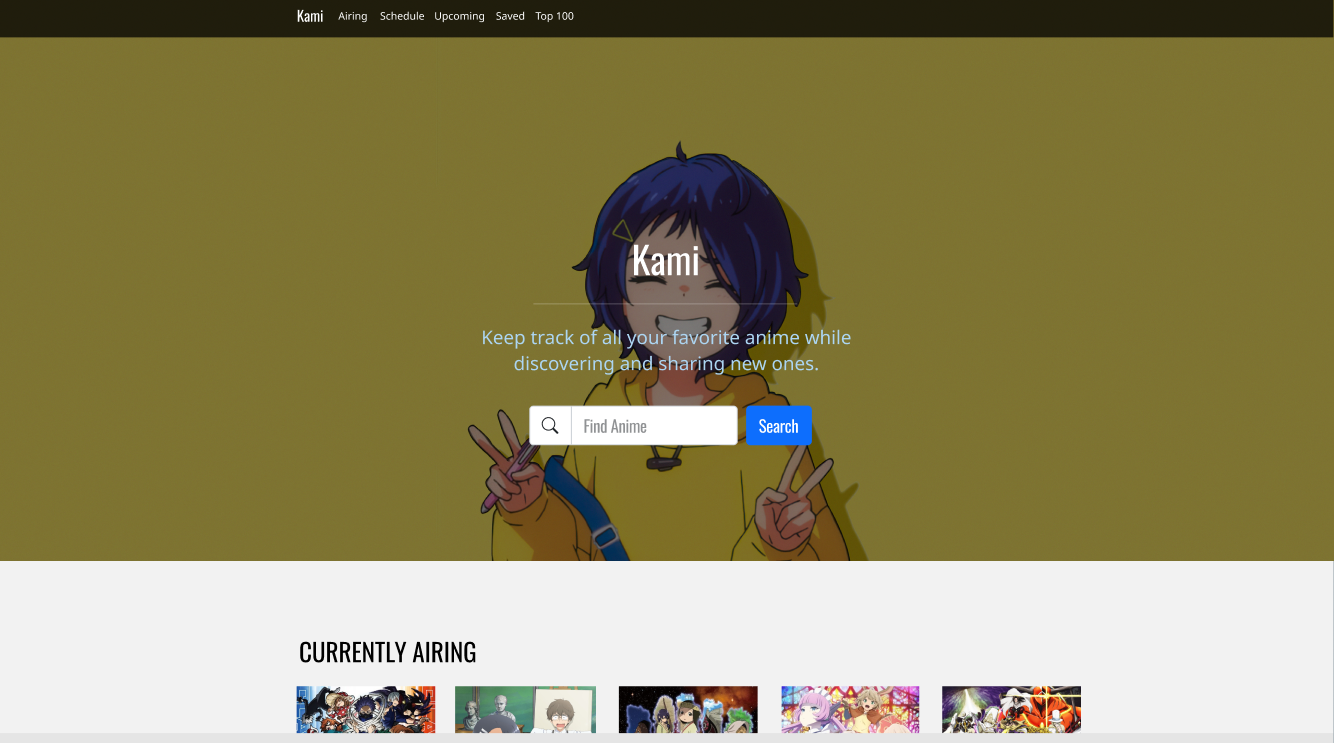 Kami Airing Schedule Upcoming Saved Top 100
Kami
Keep track of all your favorite anime while
discovering and sharing new ones.
Find Anime Search
CURRENTLY AIRING